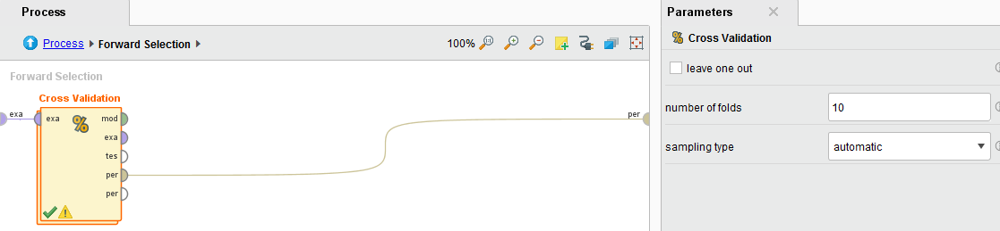 Process
Process ▸ Forward Selection ▸
100%
Forward Selection
Cross Validation
exa
exa
mod
exa
tes
per
per
per
Parameters
Cross Validation
leave one out
number of folds
10
sampling type
automatic